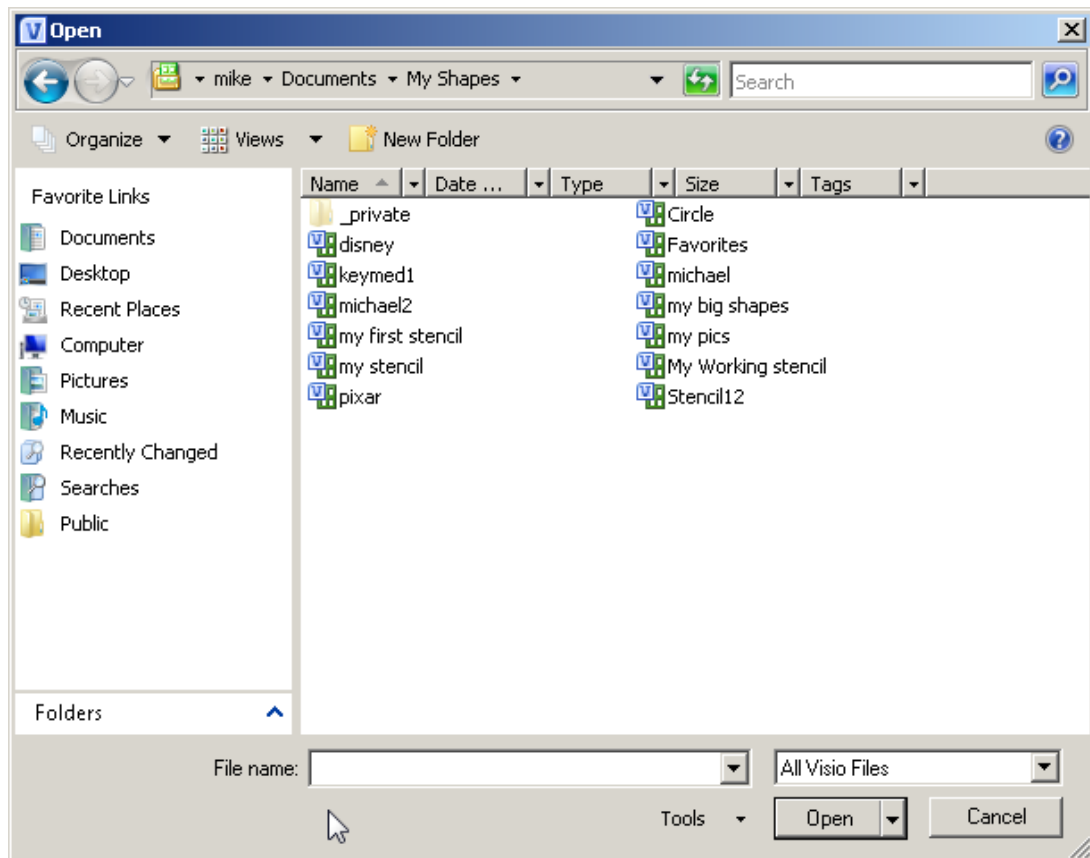 Open
mike Documents My Shapes Search
Organize Views New Folder
Favorite Links
Documents
Desktop
Recent Places
Computer
Pictures
Music
Recently Changed
Searches
Public
Folders
Name Date ... Type Size Tags
_private Circle
disney Favorites
keymed1 michael
michael2 my big shapes
my first stencil my pics
my stencil My Working stencil
pixar Stencil12
File name: All Visio Files
Tools Open Cancel